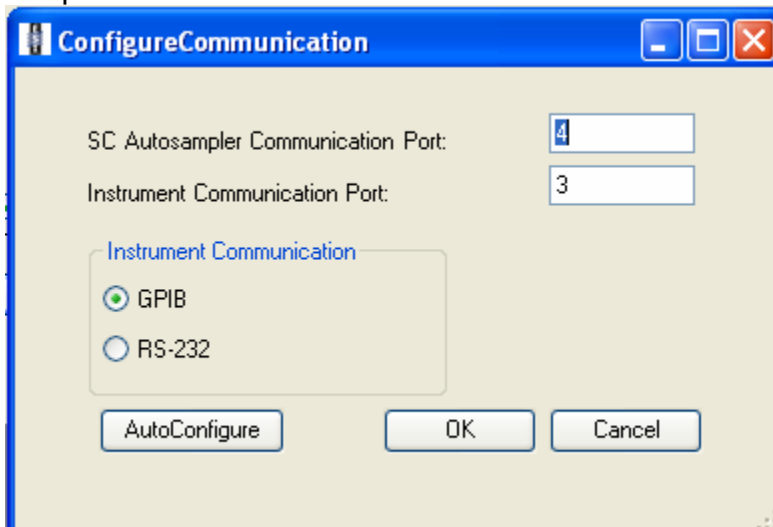 ConfigureCommunication
SC Autosampler Communication Port: 4
Instrument Communication Port: 3
Instrument Communication
GPIB
RS-232
AutoConfigure OK Cancel